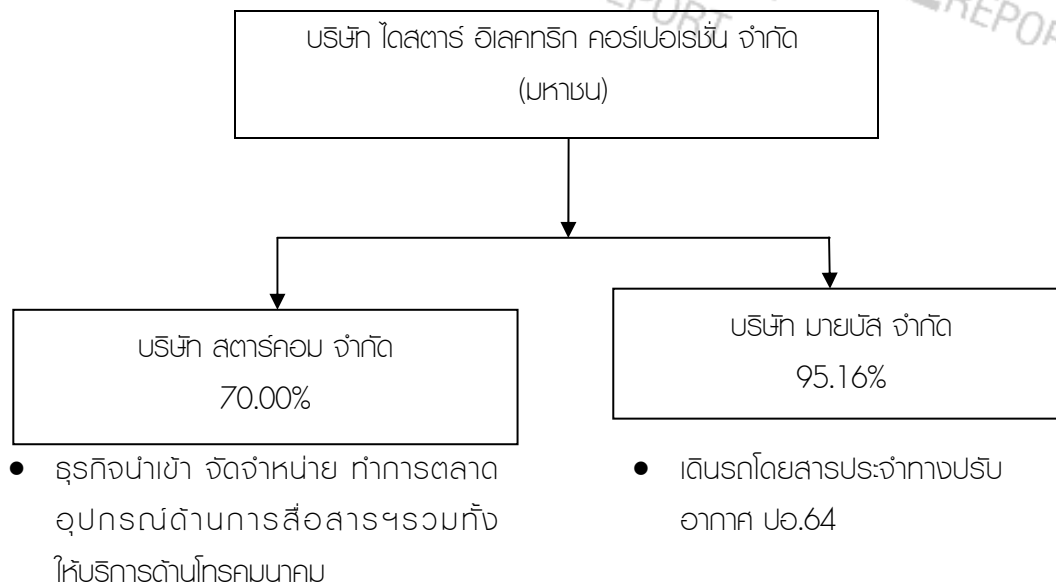 REPORT
REPOR
บริษัท ไดสตาร์ อิเลคทริก คอร์เปอเรชั่น จำกัด
(มหาชน)
บริษัท สตาร์คอม จำกัด
70.00%
บริษัท มายบัส จำกัด
95.16%
• ธุรกิจนำเข้า จัดจำหน่าย ทำการตลาด
อุปกรณ์ด้านการสื่อสารฯรวมทั้ง
ให้บริการด้านโทรคมนาคม
• เดินรถโดยสารประจำทางปรับ
อากาศ ปอ.64